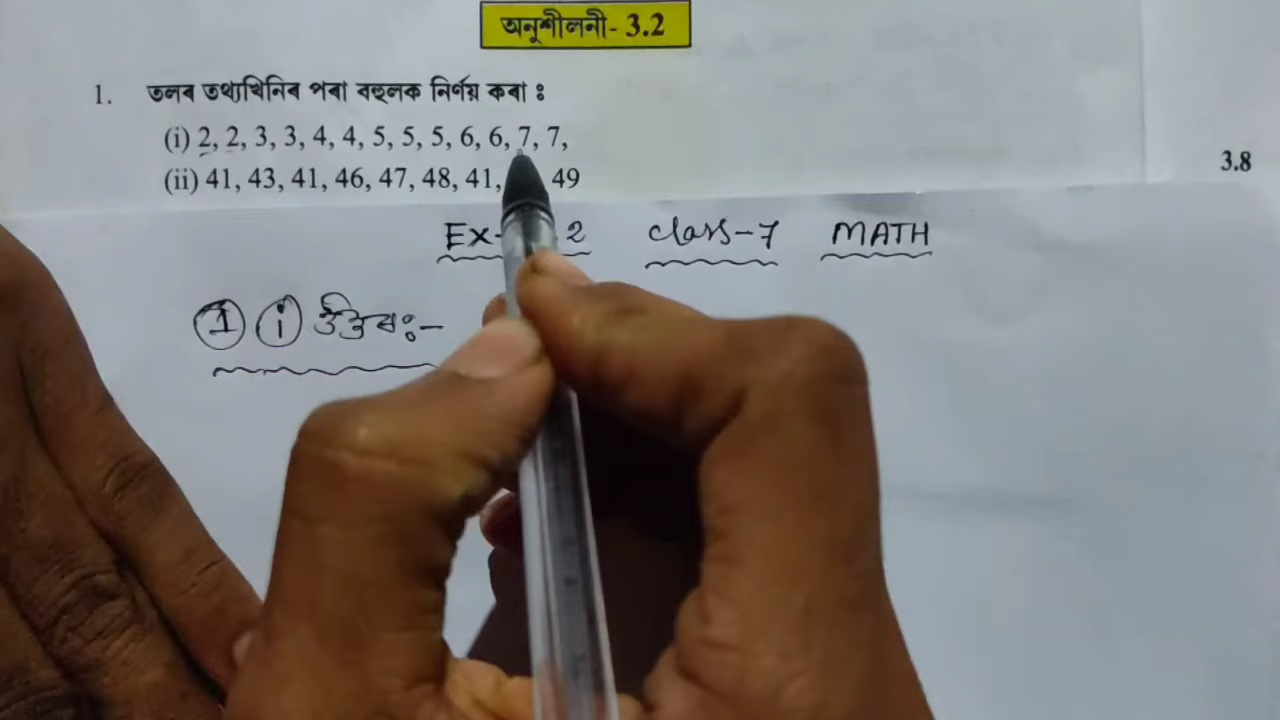 অনুশীলনী- 3.2
1. তলৰ তথ্যখিনিৰ পৰা বহুলক নিৰ্ণয় কৰা ঃ
(i) 2, 2, 3, 3, 4, 4, 5, 5, 5, 6, 6, 7, 7,
(ii) 41, 43, 41, 46, 47, 48, 41, 49
3.8
Ex- 2 class-7 MATH
1 i উত্তৰঃ-